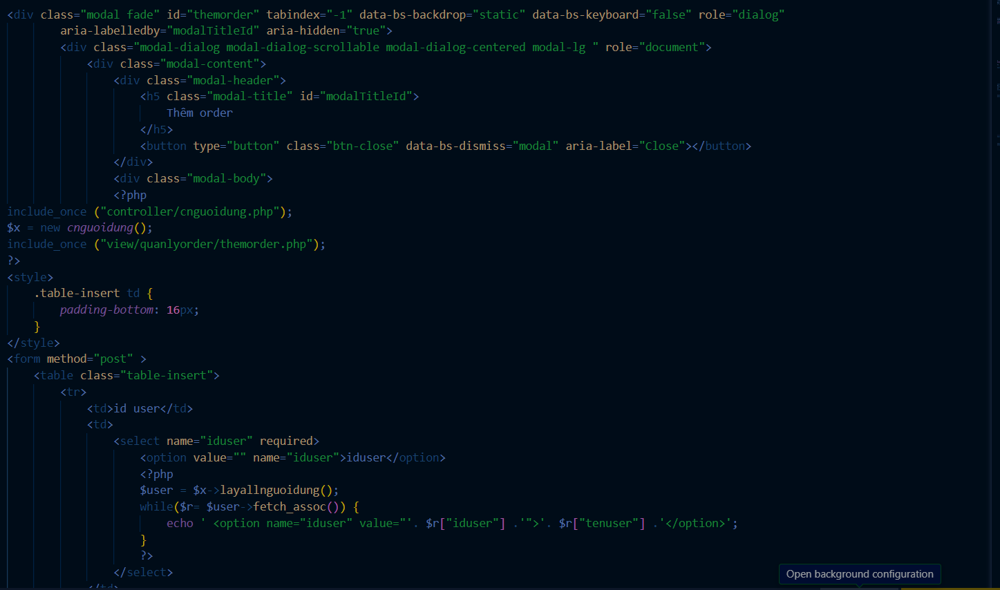 <div class="modal fade" id="themorder" tabindex="-1" data-bs-backdrop="static" data-bs-keyboard="false" role="dialog"
aria-labelledby="modalTitleId" aria-hidden="true">
<div class="modal-dialog modal-dialog-scrollable modal-dialog-centered modal-lg " role="document">
<div class="modal-content">
<div class="modal-header">
<h5 class="modal-title" id="modalTitleId">
Thêm order
</h5>
<button type="button" class="btn-close" data-bs-dismiss="modal" aria-label="Close"></button>
</div>
<div class="modal-body">
<?php
include_once ("controller/cnguoidung.php");
$x = new cnguoidung();
include_once ("view/quanlyorder/themorder.php");
?>
<style>
.table-insert td {
padding-bottom: 16px;
}
</style>
<form method="post" >
<table class="table-insert">
<tr>
<td>id user</td>
<td>
<select name="iduser" required>
<option value="" name="iduser">iduser</option>
<?php
$user = $x->layallnguoidung();
while($r= $user->fetch_assoc()) {
echo ' <option name="iduser" value="'. $r["iduser"] .'">'. $r["tenuser"] .'</option>';
}
?>
</select>
</td>
Open background configuration